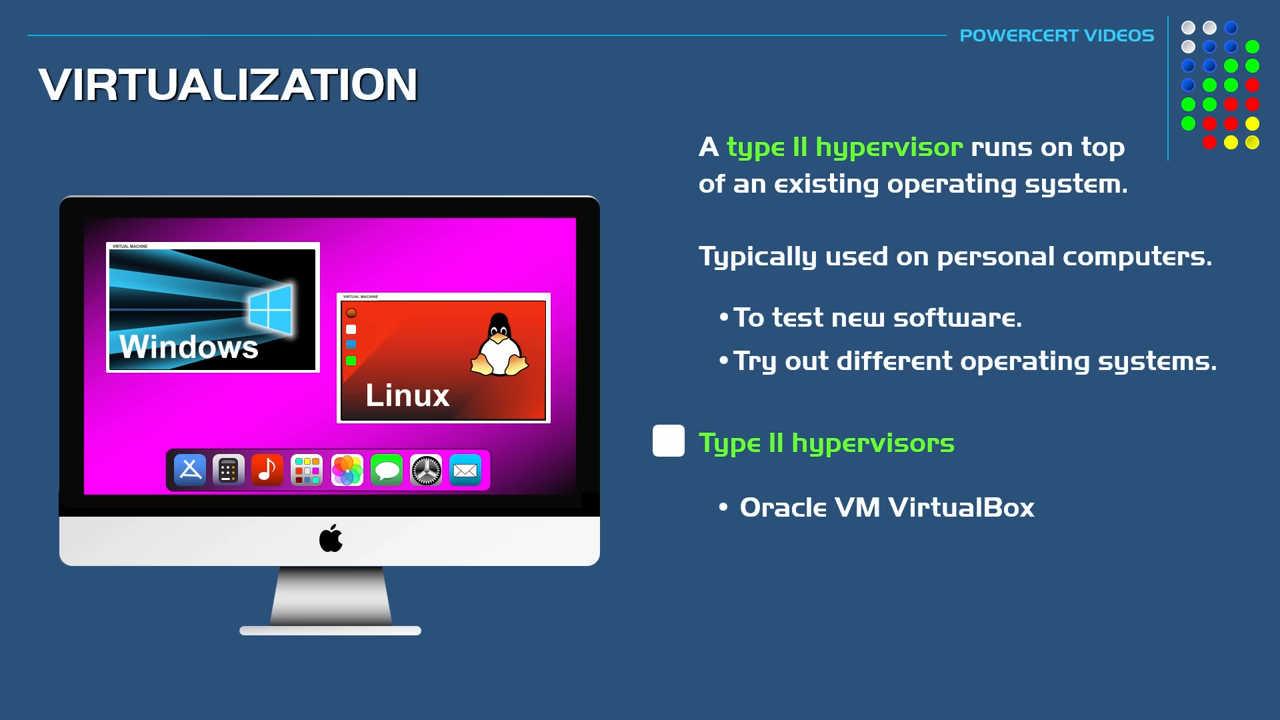 POWERCERT VIDEOS
VIRTUALIZATION
A type II hypervisor runs on top
of an existing operating system.
Typically used on personal computers.
• To test new software.
• Try out different operating systems.
Type II hypervisors
• Oracle VM VirtualBox
VIRTUAL MACHINE
Windows
VIRTUAL MACHINE
Linux